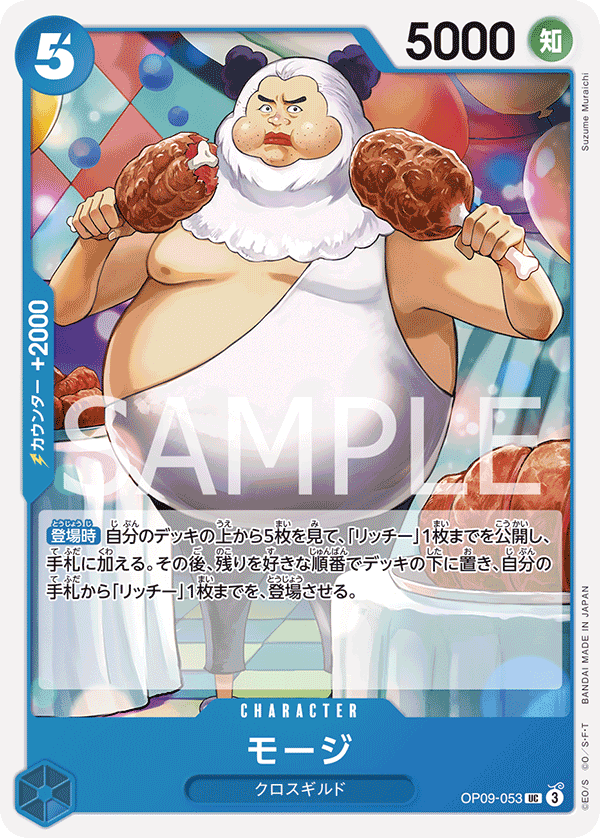 5
5000
知
Suzume Muraichi
カウンター +2000
SAMPLE
登場時 自分のデッキの上から5枚を見て、「リッチー」1枚までを公開し、
手札に加える。その後、残りを好きな順番でデッキの下に置き、自分の
手札から「リッチー」1枚までを、登場させる。
CHARACTER
モージ
クロスギルド
OP09-053 UC 3
©EO/S ©O/S・F・T BANDAI MADE IN JAPAN